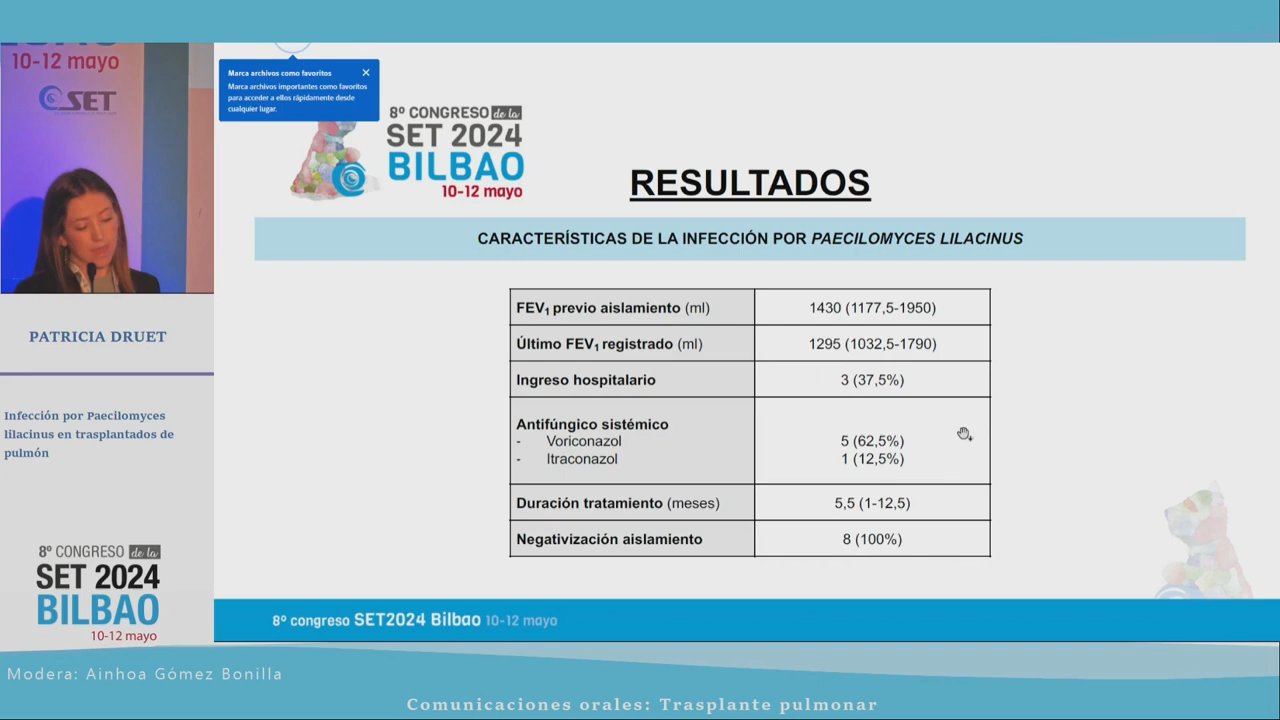 10-12 mayo
SET
PATRICIA DRUET
Infección por Paecilomyces
lilacinus en trasplantados de
pulmón
8º CONGRESO de la
SET 2024
BILBAO
10-12 mayo
Marca archivos como favoritos
Marca archivos importantes como favoritos
para acceder a ellos rápidamente desde
cualquier lugar.
8º CONGRESO de la
SET 2024
BILBAO
10-12 mayo
RESULTADOS
CARACTERÍSTICAS DE LA INFECCIÓN POR PAECILOMYCES LILACINUS
FEV₁ previo aislamiento (ml) 1430 (1177,5-1950)
Último FEV₁ registrado (ml) 1295 (1032,5-1790)
Ingreso hospitalario 3 (37,5%)
Antifúngico sistémico
- Voriconazol 5 (62,5%)
- Itraconazol 1 (12,5%)
Duración tratamiento (meses) 5,5 (1-12,5)
Negativización aislamiento 8 (100%)
8º congreso SET2024 Bilbao 10-12 mayo
Modera: Ainhoa Gómez Bonilla
Comunicaciones orales: Trasplante pulmonar